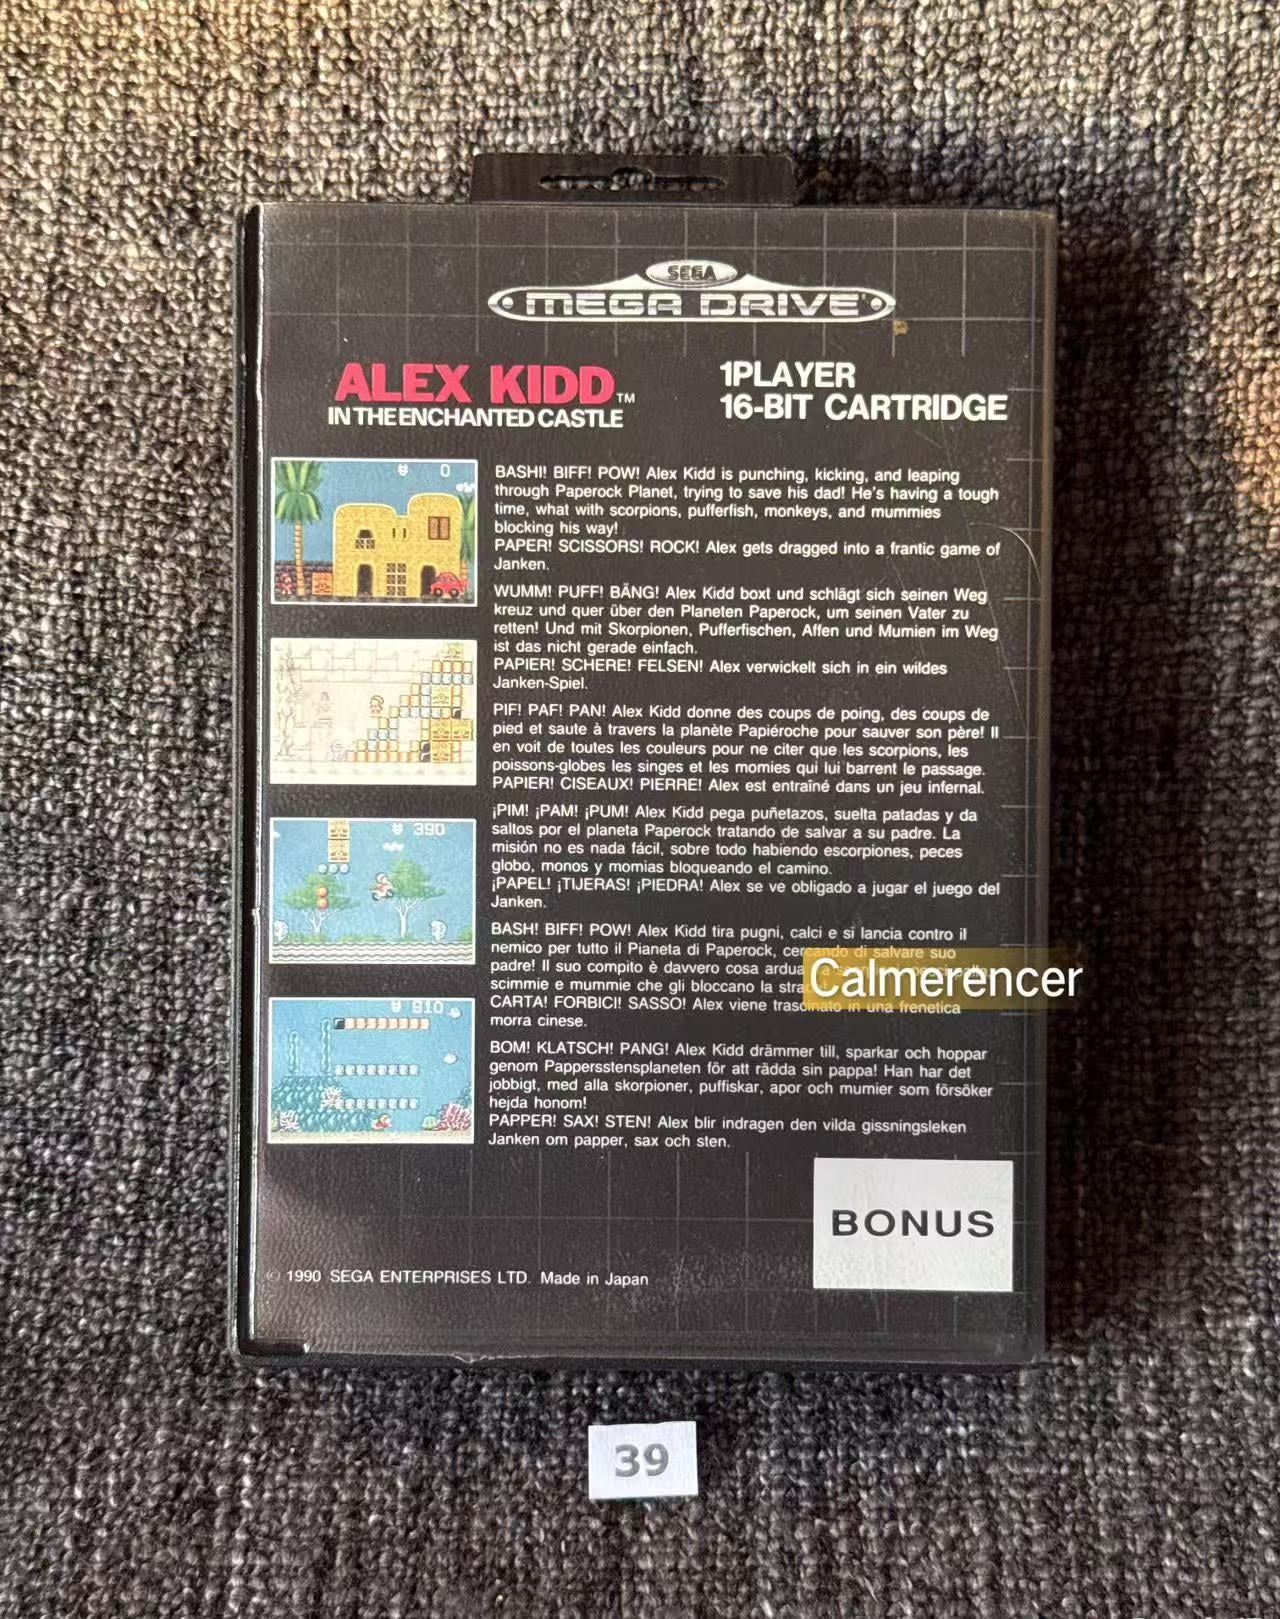 SEGA
MEGA DRIVE
ALEX KIDD™
IN THE ENCHANTED CASTLE
1PLAYER
16-BIT CARTRIDGE
0
BASH! BIFF! POW! Alex Kidd is punching, kicking, and leaping
through Paperock Planet, trying to save his dad! He's having a tough
time, what with scorpions, pufferfish, monkeys, and mummies
blocking his way!
PAPER! SCISSORS! ROCK! Alex gets dragged into a frantic game of
Janken.
WUMM! PUFF! BÄNG! Alex Kidd boxt und schlägt sich seinen Weg
kreuz und quer über den Planeten Paperock, um seinen Vater zu
retten! Und mit Skorpionen, Pufferfischen, Affen und Mumien im Weg
ist das nicht gerade einfach.
PAPIER! SCHERE! FELSEN! Alex verwickelt sich in ein wildes
Janken-Spiel.
PIF! PAF! PAN! Alex Kidd donne des coups de poing, des coups de
pied et saute à travers la planète Papiéroche pour sauver son père! Il
en voit de toutes les couleurs pour ne citer que les scorpions, les
poissons-globes les singes et les momies qui lui barrent le passage.
PAPIER! CISEAUX! PIERRE! Alex est entraîné dans un jeu infernal.
390
¡PIM! ¡PAM! ¡PUM! Alex Kidd pega puñetazos, suelta patadas y da
saltos por el planeta Paperock tratando de salvar a su padre. La
misión no es nada fácil, sobre todo habiendo escorpiones, peces
globo, monos y momias bloqueando el camino.
¡PAPEL! ¡TIJERAS! ¡PIEDRA! Alex se ve obligado a jugar el juego del
Janken.
BASH! BIFF! POW! Alex Kidd tira pugni, calci e si lancia contro il
nemico per tutto il Pianeta di Paperock, cercando di salvare suo
padre! Il suo compito è davvero cosa ardua
scimmie e mummie che gli bloccano la
CARTA! FORBICI! SASSO! Alex viene trascinato in una frenetica
morra cinese.
Calmerencer
910
BOM! KLATSCH! PANG! Alex Kidd drämmer till, sparkar och hoppar
genom Pappersstensplaneten för att rädda sin pappa! Han har det
jobbigt, med alla skorpioner, puffiskar, apor och mumier som försöker
hejda honom!
PAPPER! SAX! STEN! Alex blir indragen den vilda gissningsleken
Janken om papper, sax och sten.
BONUS
© 1990 SEGA ENTERPRISES LTD. Made in Japan
39